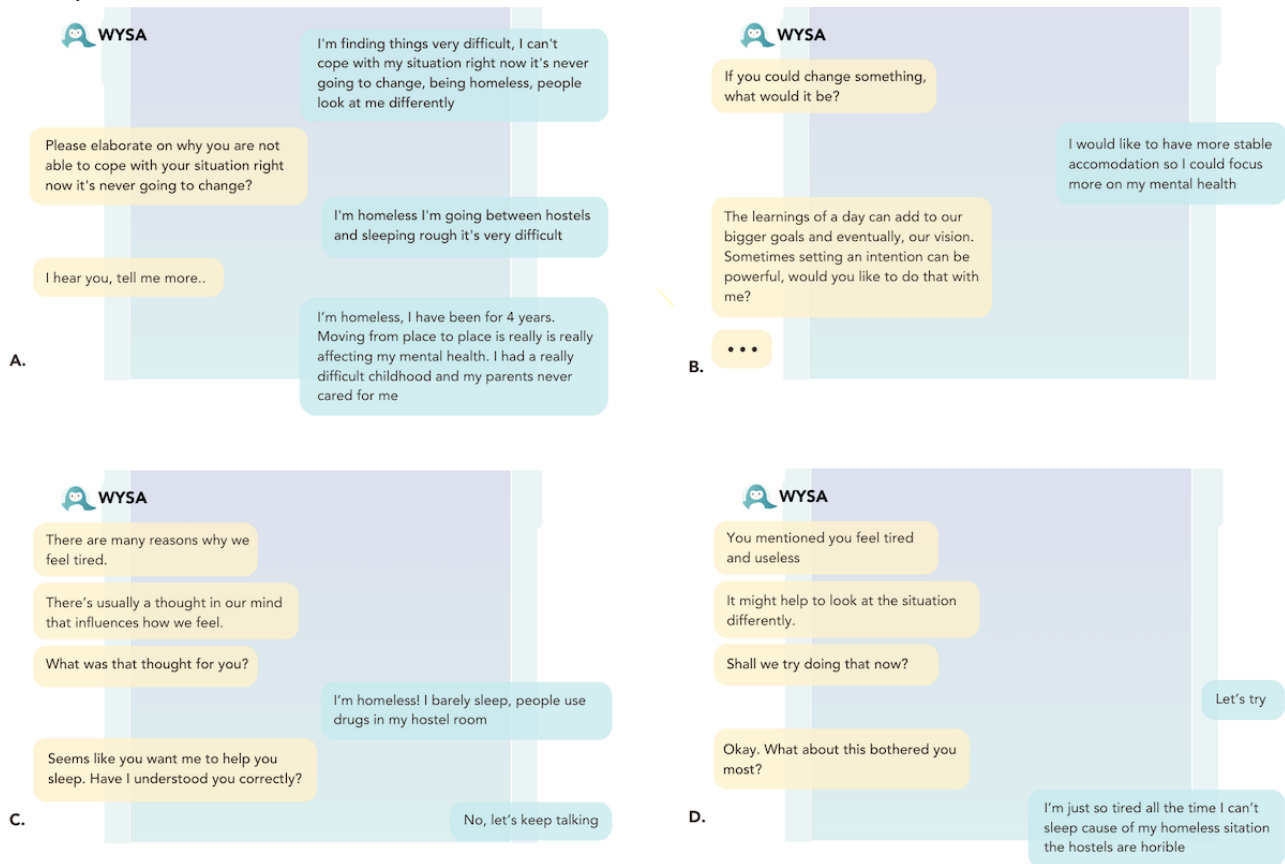 WYSA
I'm finding things very difficult, I can't
cope with my situation right now it's never
going to change, being homeless, people
look at me differently
Please elaborate on why you are not
able to cope with your situation right
now it's never going to change?
I'm homeless I'm going between hostels
and sleeping rough it's very difficult
I hear you, tell me more..
I'm homeless, I have been for 4 years.
Moving from place to place is really is really
affecting my mental health. I had a really
difficult childhood and my parents never
cared for me
A.
WYSA
If you could change something,
what would it be?
I would like to have more stable
accomodation so I could focus
more on my mental health
The learnings of a day can add to our
bigger goals and eventually, our vision.
Sometimes setting an intention can be
powerful, would you like to do that with
me?
B.
WYSA
There are many reasons why we
feel tired.
There's usually a thought in our mind
that influences how we feel.
What was that thought for you?
I'm homeless! I barely sleep, people use
drugs in my hostel room
Seems like you want me to help you
sleep. Have I understood you correctly?
No, let's keep talking
C.
WYSA
You mentioned you feel tired
and useless
It might help to look at the situation
differently.
Shall we try doing that now?
Let's try
Okay. What about this bothered you
most?
I'm just so tired all the time I can't
sleep cause of my homeless sitation
the hostels are horible
D.